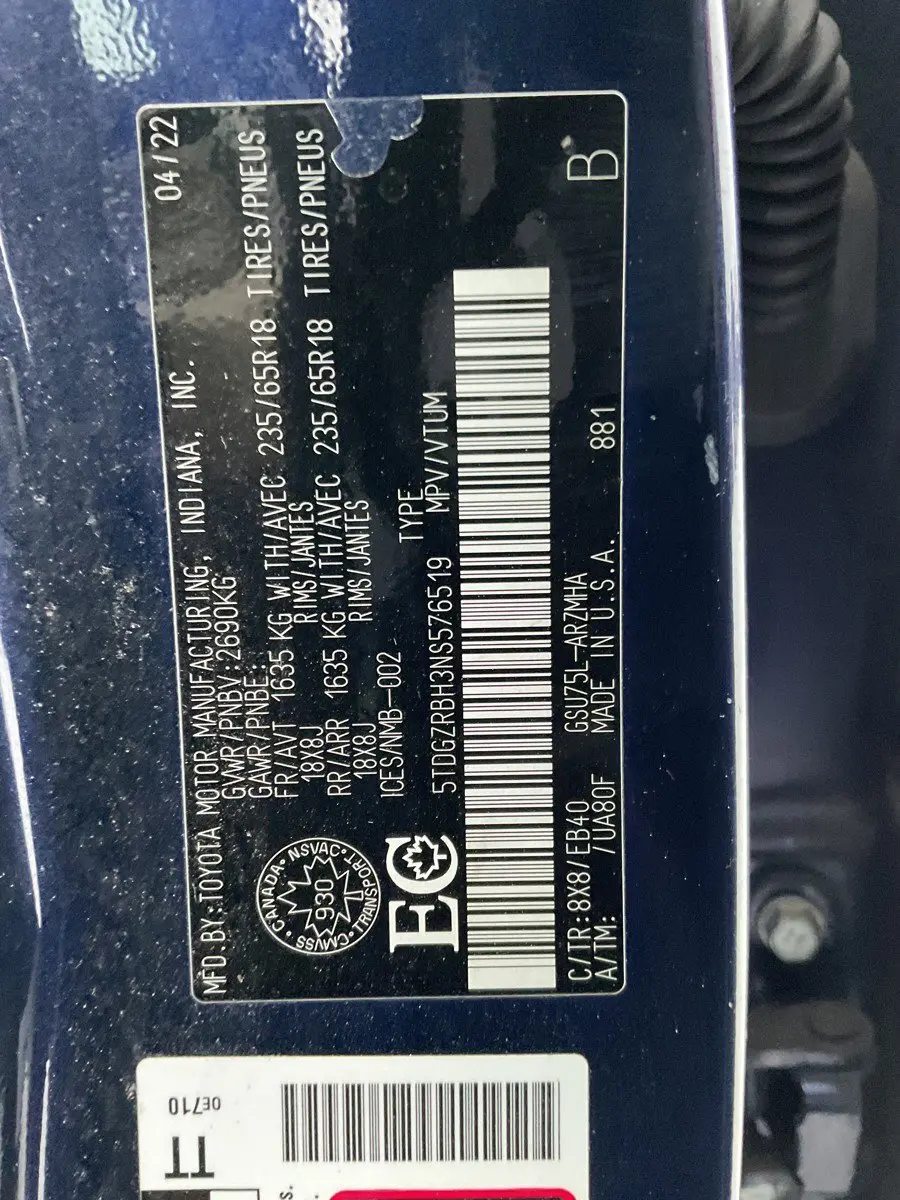 MFD.BY:TOYOTA MOTOR MANUFACTURING, INDIANA, INC. 04/22
GVWR/PNBV:2690KG
GAWR/PNBE:
FR/AVT 1635 KG WITH/AVEC 235/65R18 TIRES/PNEUS
18X8J RIMS/JANTES
RR/ARR 1635 KG WITH/AVEC 235/65R18 TIRES/PNEUS
18X8J RIMS/JANTES
ICES/NMB-002 TYPE
5TDGZRBH3NS576519 MPV/VTUM
CANADA • NSVAC • TRANSPORT • CMVSS •
930
EC
C/TR:8X8/EB40 GSU75L-ARZMHA B
A/TM: /UA80F MADE IN U.S.A. 881
0E710
TT
s.